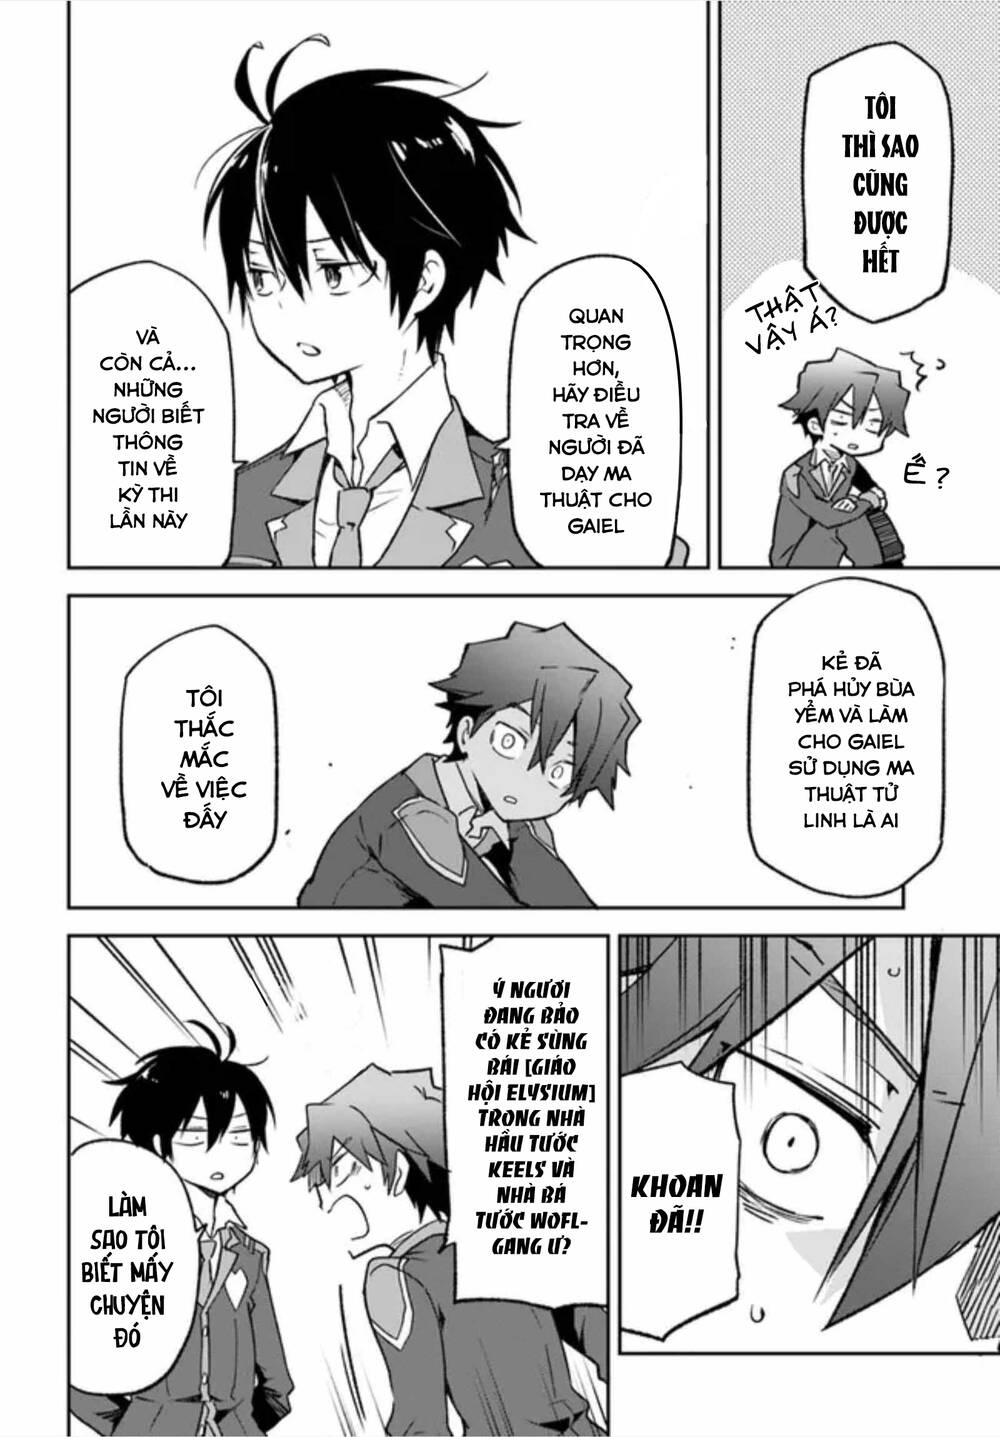 TÔI
THÌ SAO
CŨNG
ĐƯỢC
HẾT
THẬT
VẬY Á?
Ể?
QUAN
TRỌNG
HƠN,
HÃY ĐIỀU
TRA VỀ
NGƯỜI ĐÃ
DẠY MA
THUẬT CHO
GAIEL
VÀ
CÒN CẢ...
NHỮNG
NGƯỜI BIẾT
THÔNG
TIN VỀ
KỲ THI
LẦN NÀY
KẺ ĐÃ
PHÁ HỦY BÙA
YỂM VÀ LÀM
CHO GAIEL
SỬ DỤNG MA
THUẬT TỬ
LINH LÀ AI
TÔI
THẮC
MẮC
VỀ VIỆC
ĐẤY
KHOAN
ĐÃ!!
Ý NGƯƠI
ĐANG BẢO
CÓ KẺ SÙNG
BÁI [GIÁO
HỘI ELYSIUM]
TRONG NHÀ
HẦU TƯỚC
KEELS VÀ
NHÀ BÁ
TƯỚC WOFL-
GANG Ư?
LÀM
SAO TÔI
BIẾT MẤY
CHUYỆN
ĐÓ